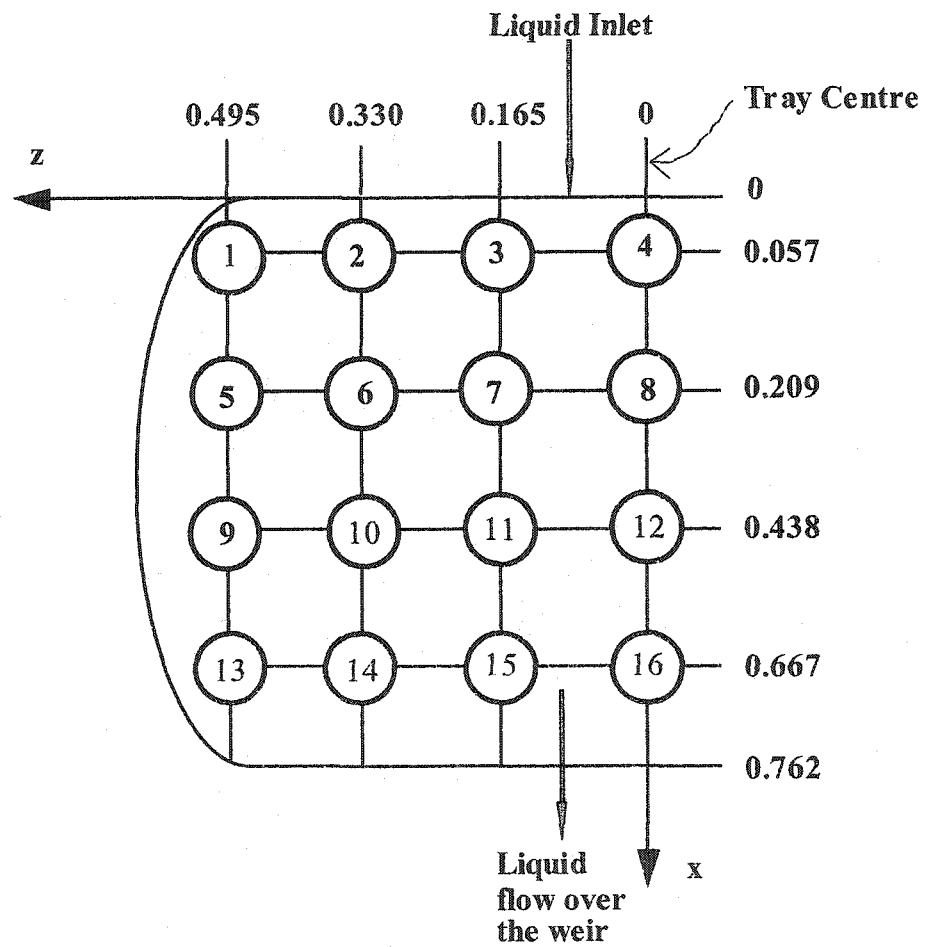 Liquid Inlet
Tray Centre
0.495 0.330 0.165 0
z
0
1 2 3 4 0.057
5 6 7 8 0.209
9 10 11 12 0.438
13 14 15 16 0.667
0.762
Liquid
flow over
the weir
x